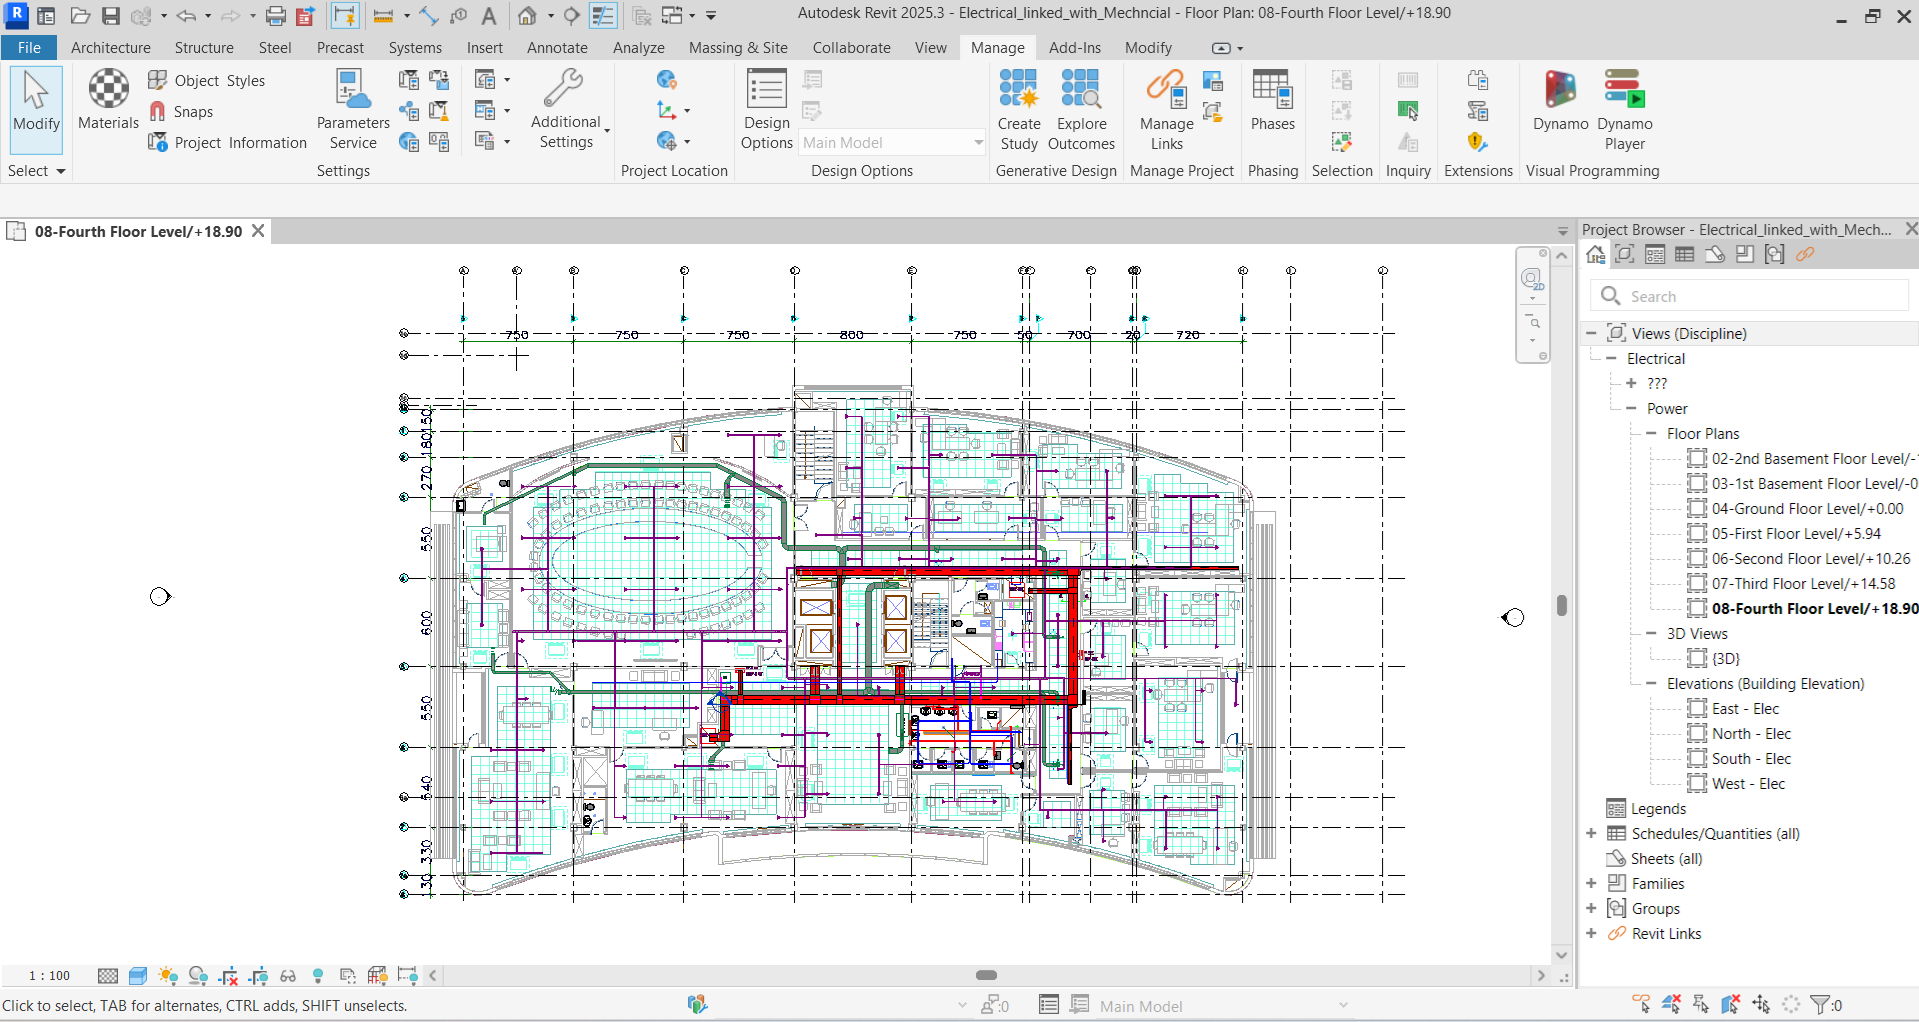 Autodesk Revit 2025.3 - Electrical_linked_with_Mechncial - Floor Plan: 08-Fourth Floor Level/+18.90
File Architecture Structure Steel Precast Systems Insert Annotate Analyze Massing & Site Collaborate View Manage Add-Ins Modify
Modify
Select
Materials
Object Styles
Snaps
Project Information
Parameters Service
Additional Settings
Settings
Project Location
Design Options
Main Model
Design Options
Create Study
Explore Outcomes
Generative Design
Manage Links
Manage Project
Phases
Phasing
Selection
Inquiry
Extensions
Dynamo
Dynamo Player
Visual Programming
08-Fourth Floor Level/+18.90
750 750 750 800 750 50 700 20 720
150
180
270
550
600
550
540
330
130
2D
Project Browser - Electrical_linked_with_Mech...
Search
Views (Discipline)
Electrical
???
Power
Floor Plans
02-2nd Basement Floor Level/-
03-1st Basement Floor Level/-0
04-Ground Floor Level/+0.00
05-First Floor Level/+5.94
06-Second Floor Level/+10.26
07-Third Floor Level/+14.58
08-Fourth Floor Level/+18.90
3D Views
{3D}
Elevations (Building Elevation)
East - Elec
North - Elec
South - Elec
West - Elec
Legends
Schedules/Quantities (all)
Sheets (all)
Families
Groups
Revit Links
1 : 100
Click to select, TAB for alternates, CTRL adds, SHIFT unselects.
:0
Main Model
:0